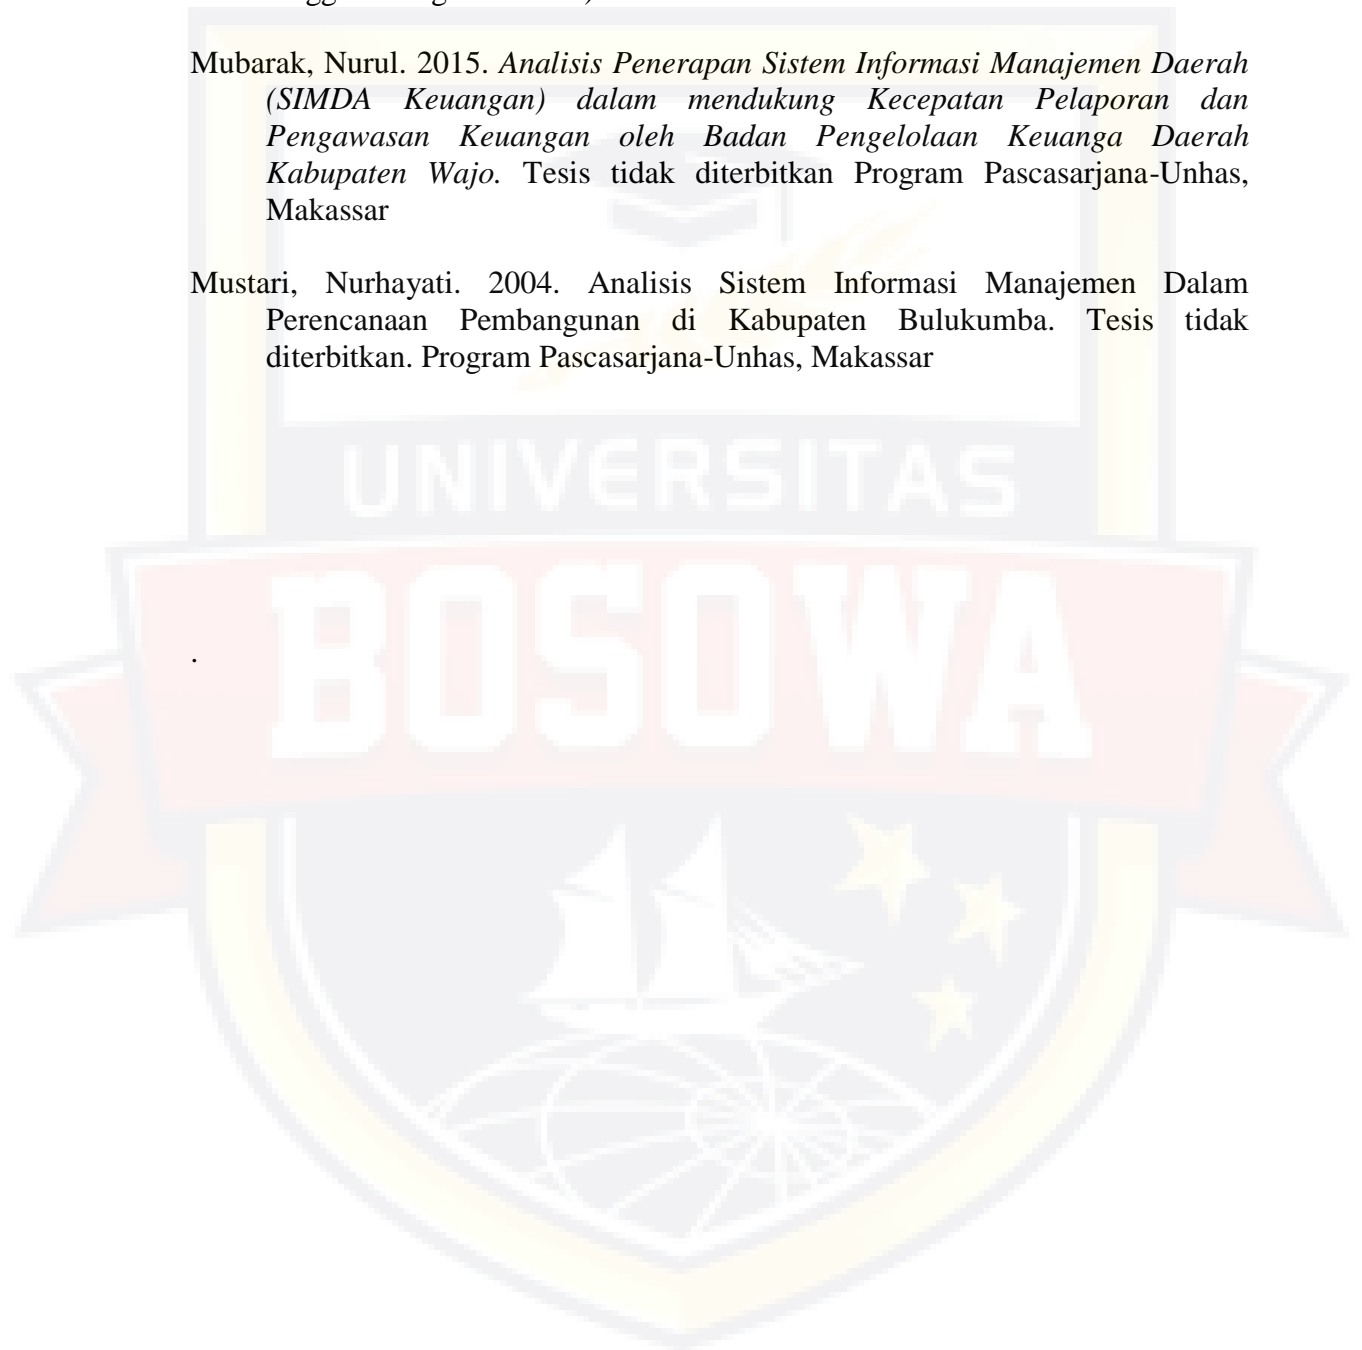 Mubarak, Nurul. 2015. Analisis Penerapan Sistem Informasi Manajemen Daerah
(SIMDA Keuangan) dalam mendukung Kecepatan Pelaporan dan
Pengawasan Keuangan oleh Badan Pengelolaan Keuanga Daerah
Kabupaten Wajo. Tesis tidak diterbitkan Program Pascasarjana-Unhas,
Makassar
Mustari, Nurhayati. 2004. Analisis Sistem Informasi Manajemen Dalam
Perencanaan Pembangunan di Kabupaten Bulukumba. Tesis tidak
diterbitkan. Program Pascasarjana-Unhas, Makassar
UNIVERSITAS
BOSOWA
.